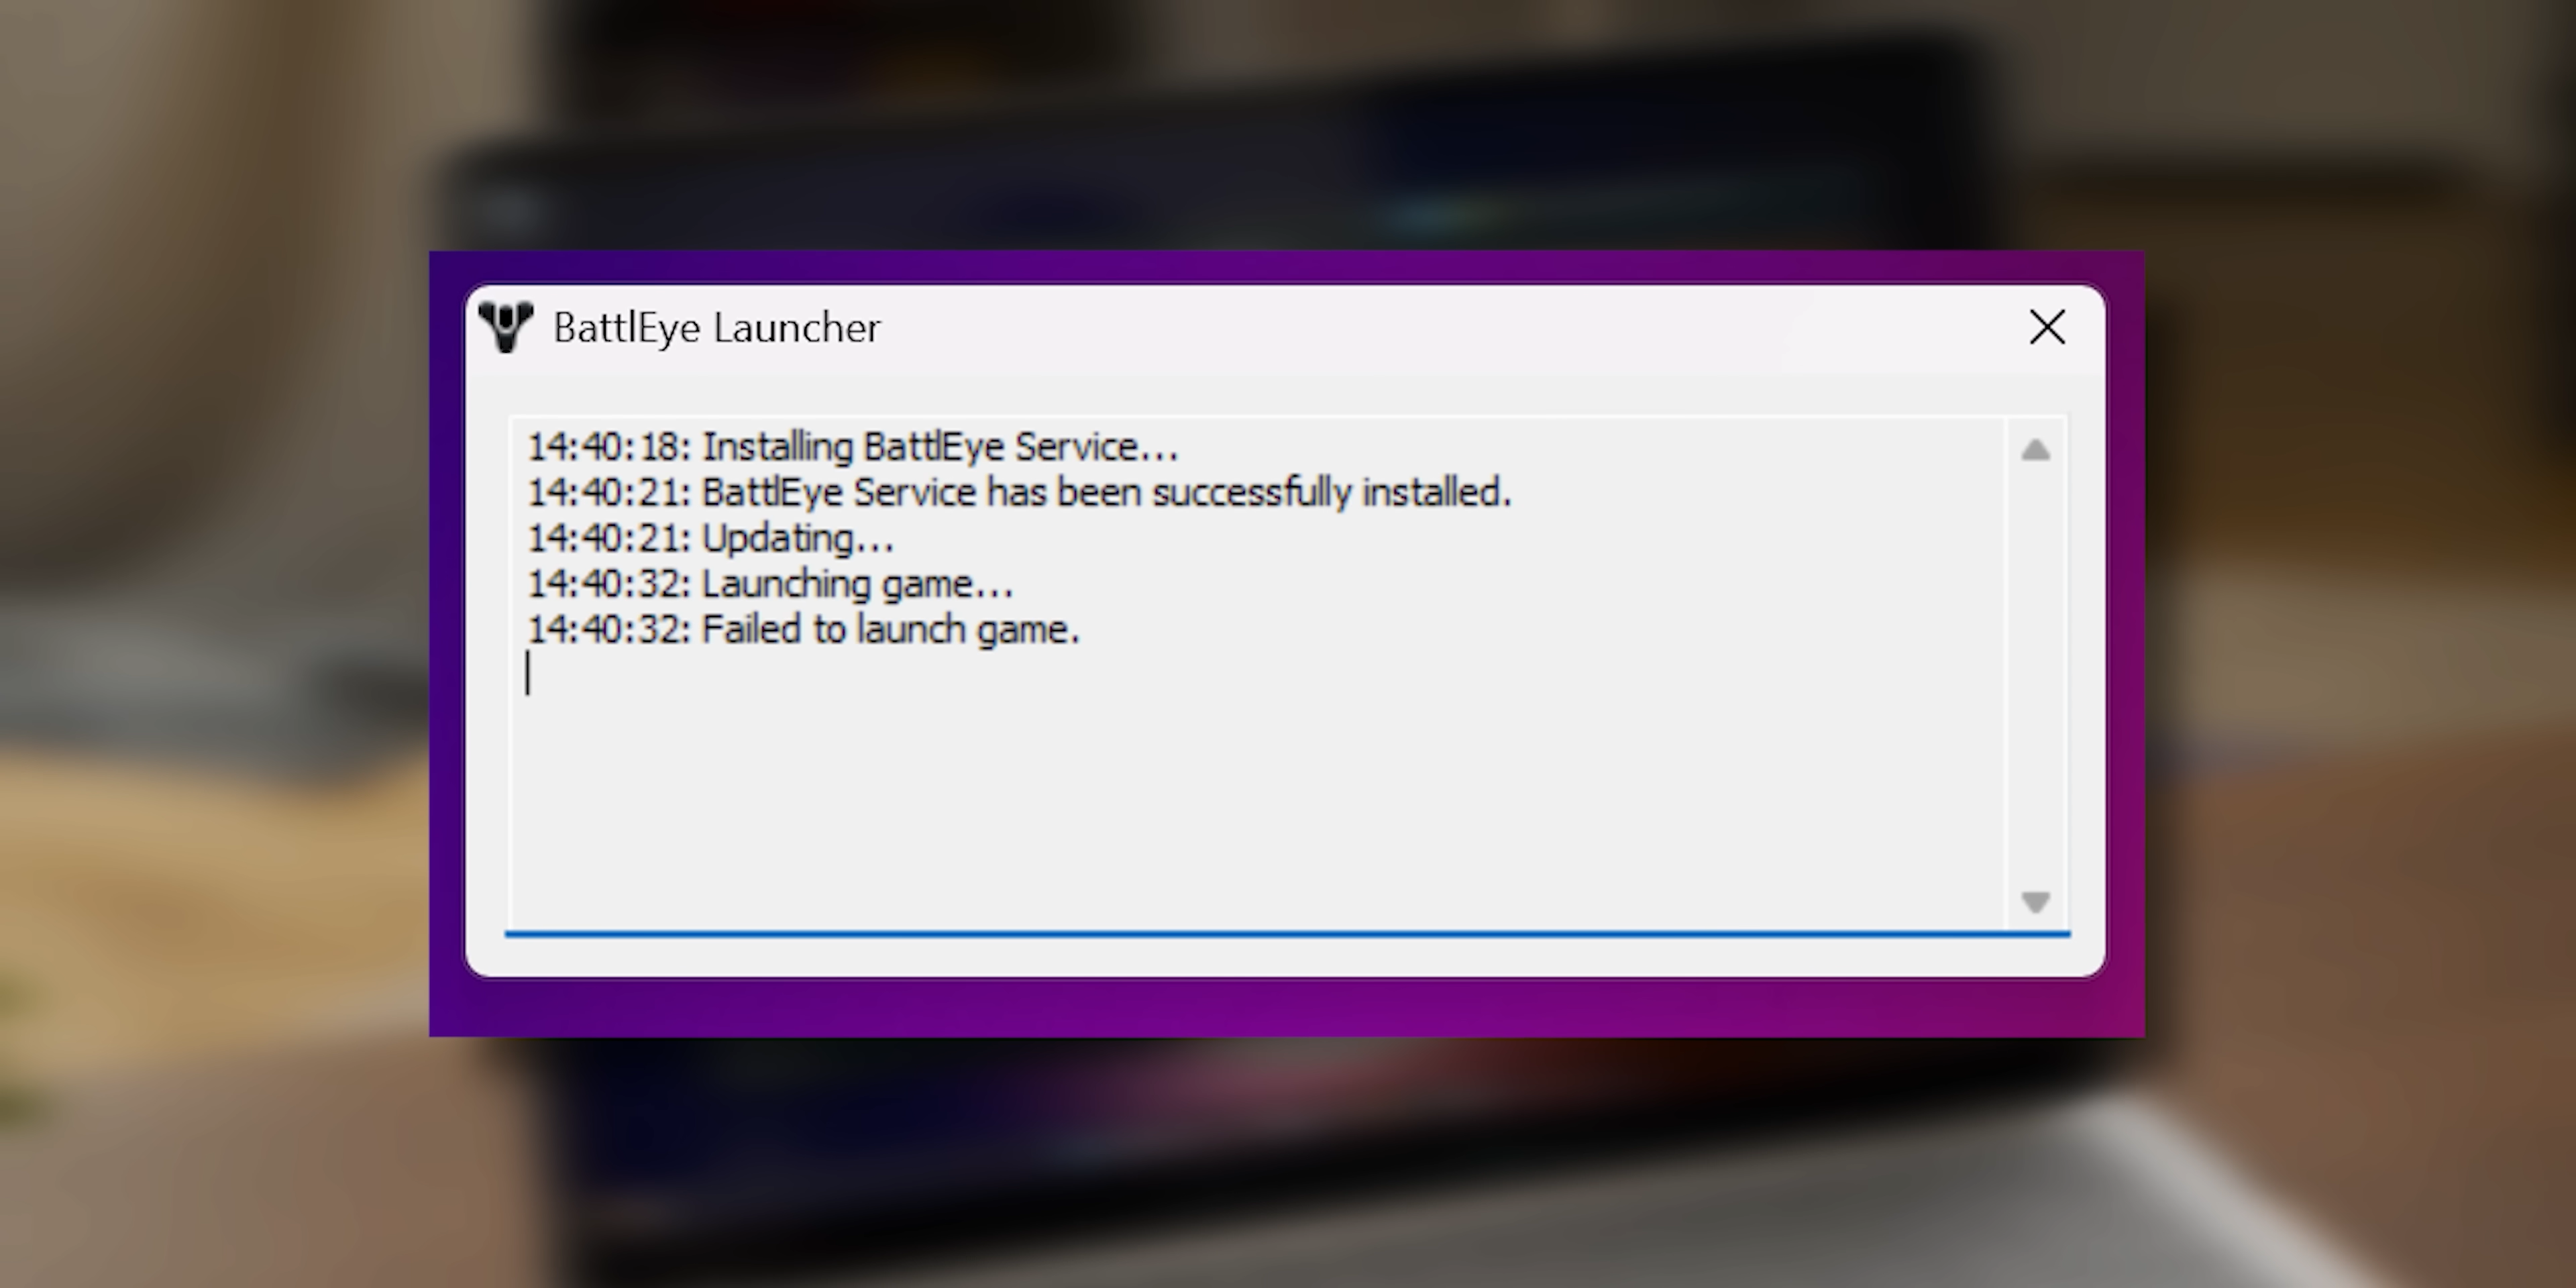 BattlEye Launcher
14:40:18: Installing BattlEye Service...
14:40:21: BattlEye Service has been successfully installed.
14:40:21: Updating...
14:40:32: Launching game...
14:40:32: Failed to launch game.